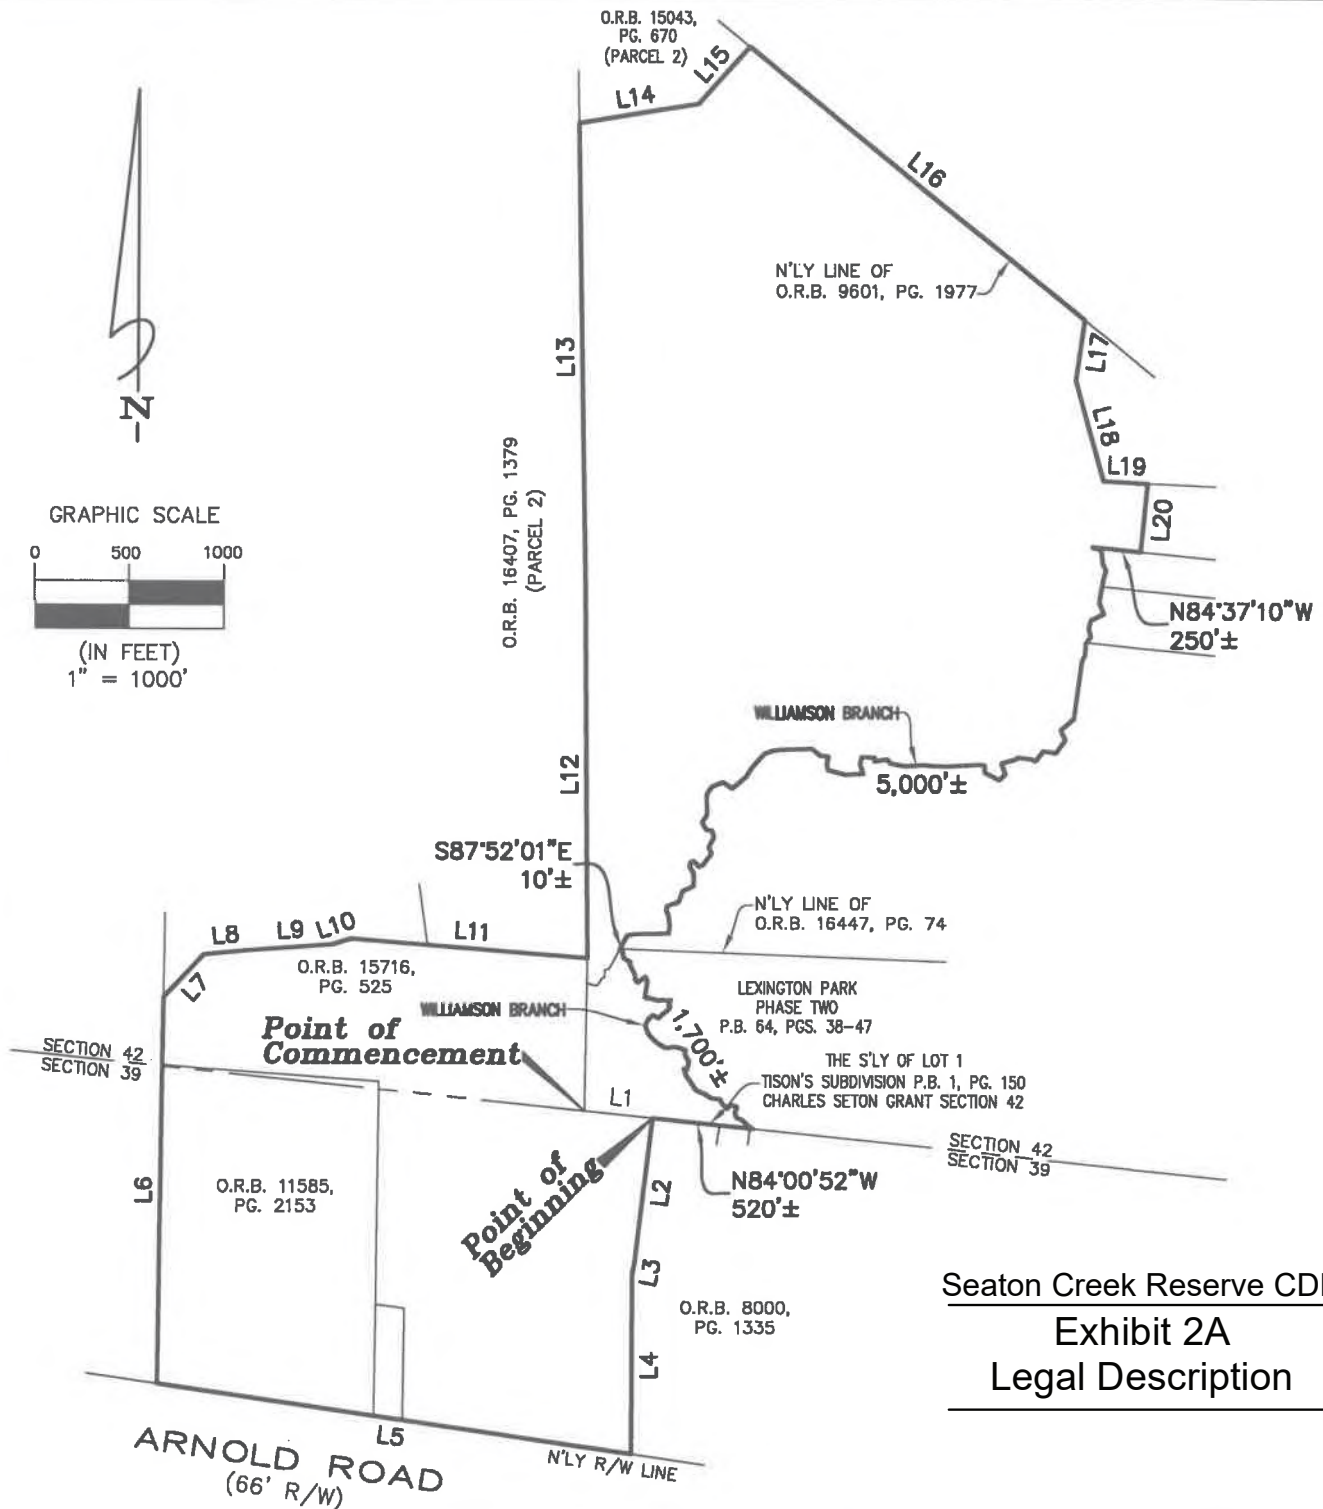 O.R.B. 15043,
PG. 670
(PARCEL 2)
L15
L14
L16
N'LY LINE OF
O.R.B. 9601, PG. 1977
L13
L17
N
L18
L19
O.R.B. 16407, PG. 1379
(PARCEL 2)
L20
GRAPHIC SCALE
0 500 1000
(IN FEET)
1" = 1000'
N84°37'10"W
250'±
WILLIAMSON BRANCH
5,000'±
L12
S87°52'01"E
10'±
N'LY LINE OF
O.R.B. 16447, PG. 74
L8
L9
L10
L11
L7
O.R.B. 15716,
PG. 525
LEXINGTON PARK
PHASE TWO
P.B. 64, PGS. 38-47
WILLIAMSON BRANCH
1,700'±
Point of
Commencement
SECTION 42
SECTION 39
THE S'LY OF LOT 1
TISON'S SUBDIVISION P.B. 1, PG. 150
CHARLES SETON GRANT SECTION 42
L1
SECTION 42
SECTION 39
L6
O.R.B. 11585,
PG. 2153
L2
N84°00'52"W
520'±
Point of
Beginning
L3
O.R.B. 8000,
PG. 1335
L4
Seaton Creek Reserve CD
Exhibit 2A
Legal Description
L5
ARNOLD ROAD
(66' R/W)
N'LY R/W LINE